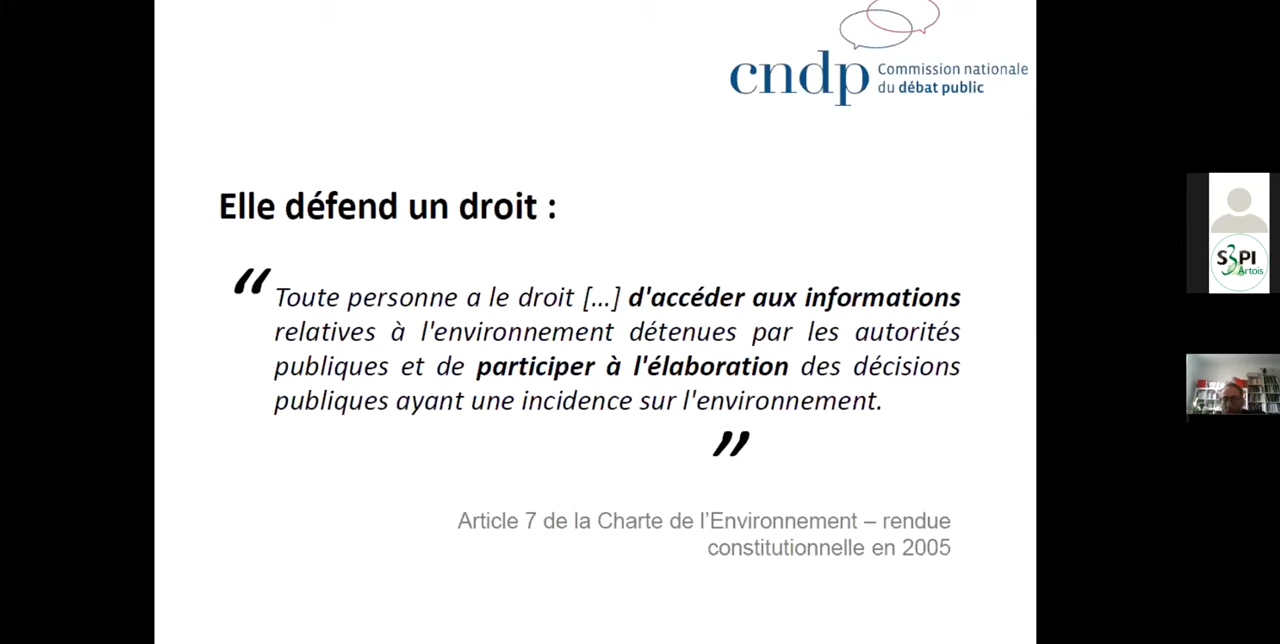 cndp
Commission nationale
du débat public
Elle défend un droit :
“ Toute personne a le droit [...] d'accéder aux informations
relatives à l'environnement détenues par les autorités
publiques et de participer à l'élaboration des décisions
publiques ayant une incidence sur l'environnement.
”
Article 7 de la Charte de l’Environnement – rendue
constitutionnelle en 2005
S3PI
Artois